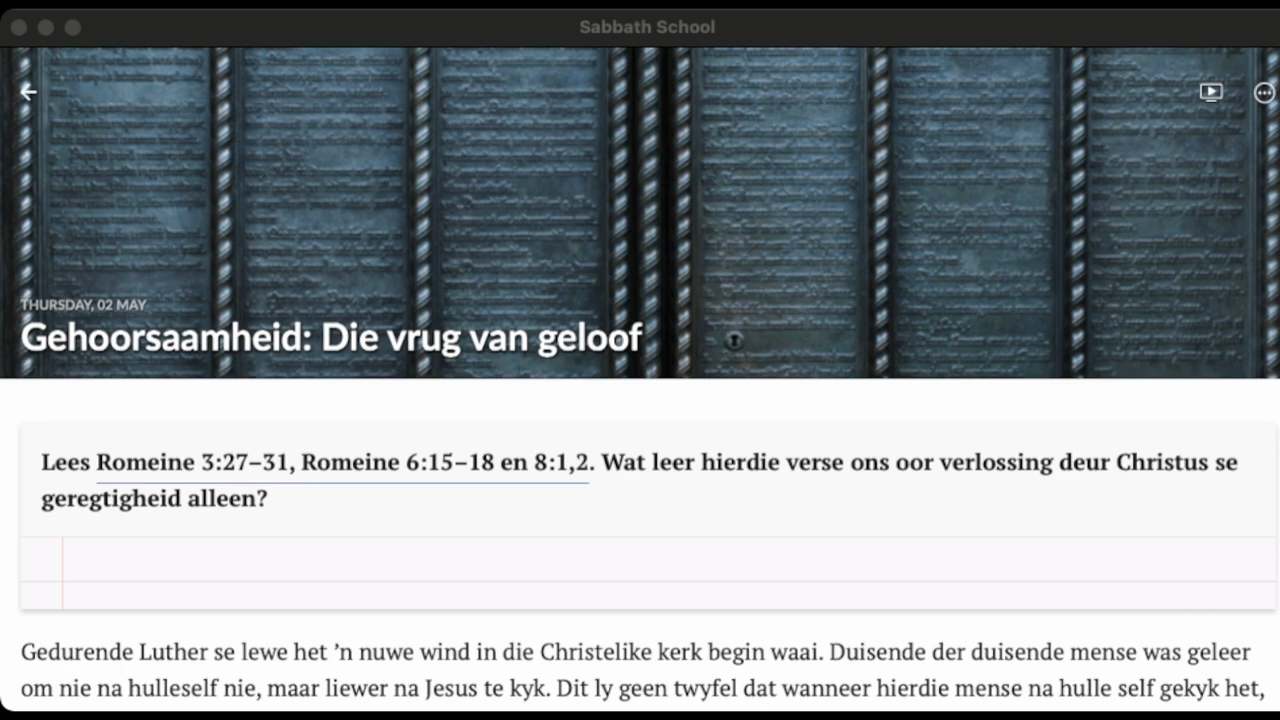 Sabbath School
THURSDAY, 02 MAY
Gehoorsaamheid: Die vrug van geloof
Lees Romeine 3:27–31, Romeine 6:15–18 en 8:1,2. Wat leer hierdie verse ons oor verlossing deur Christus se
geregtigheid alleen?
Gedurende Luther se lewe het ’n nuwe wind in die Christelike kerk begin waai. Duisende der duisende mense was geleer
om nie na hulleself nie, maar liewer na Jesus te kyk. Dit ly geen twyfel dat wanneer hierdie mense na hulle self gekyk het,